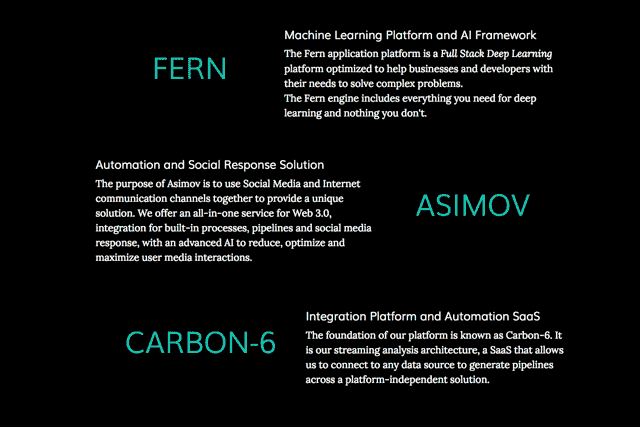 Machine Learning Platform and AI Framework
FERN
The Fern application platform is a Full Stack Deep Learning
platform optimized to help businesses and developers with
their needs to solve complex problems.
The Fern engine includes everything you need for deep
learning and nothing you don't.
Automation and Social Response Solution
The purpose of Asimov is to use Social Media and Internet
communication channels together to provide a unique
solution. We offer an all-in-one service for Web 3.0,
integration for built-in processes, pipelines and social media
response, with an advanced AI to reduce, optimize and
maximize user media interactions.
ASIMOV
Integration Platform and Automation SaaS
CARBON-6
The foundation of our platform is known as Carbon-6. It
is our streaming analysis architecture, a SaaS that allows
us to connect to any data source to generate pipelines
across a platform-independent solution.